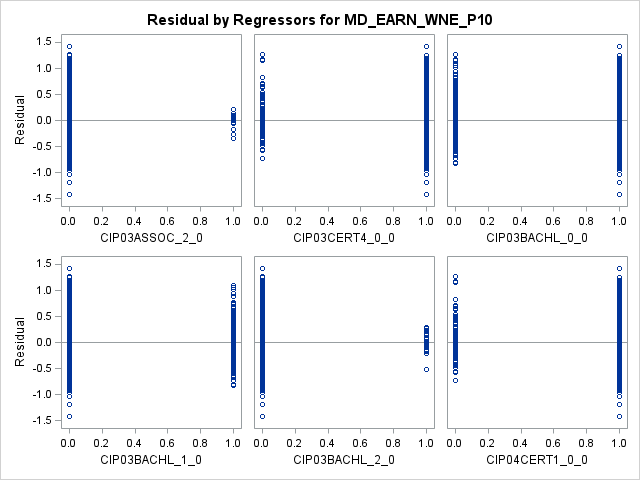 Residual by Regressors for MD_EARN_WNE_P10
1.5
1.0
0.5
0.0
-0.5
-1.0
-1.5
Residual
0.0 0.2 0.4 0.6 0.8 1.0
CIP03ASSOC_2_0
0.0 0.2 0.4 0.6 0.8 1.0
CIP03CERT4_0_0
0.0 0.2 0.4 0.6 0.8 1.0
CIP03BACHL_0_0
1.5
1.0
0.5
0.0
-0.5
-1.0
-1.5
Residual
0.0 0.2 0.4 0.6 0.8 1.0
CIP03BACHL_1_0
0.0 0.2 0.4 0.6 0.8 1.0
CIP03BACHL_2_0
0.0 0.2 0.4 0.6 0.8 1.0
CIP04CERT1_0_0